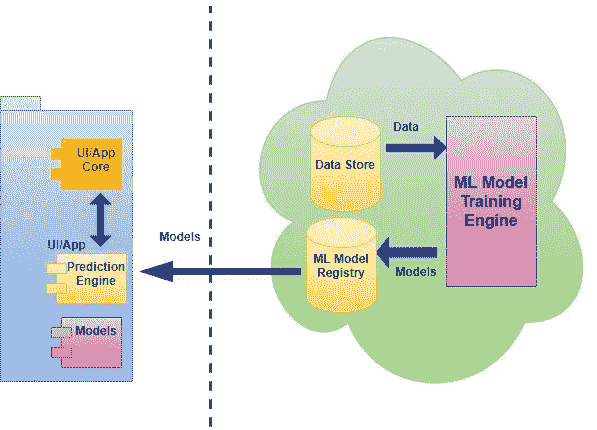 UI/App
Core
UI/App
Prediction
Engine
Models
Models
Data Store
Data
ML Model
Training
Engine
ML Model
Registry
Models